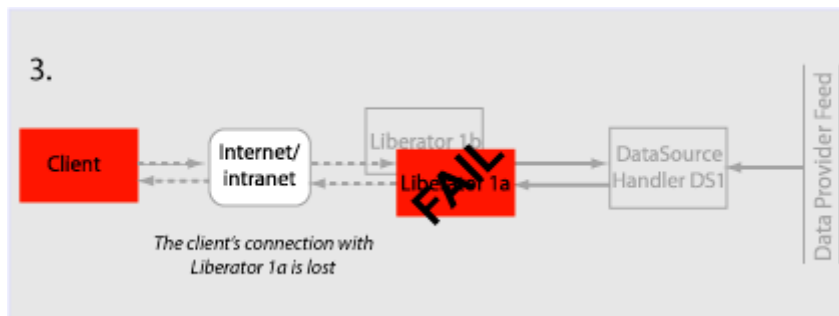 3.
Client
Internet/
intranet
Liberator 1b
Liberator 1a
FAIL
DataSource
Handler DS1
Data Provider Feed
The client's connection with
Liberator 1a is lost